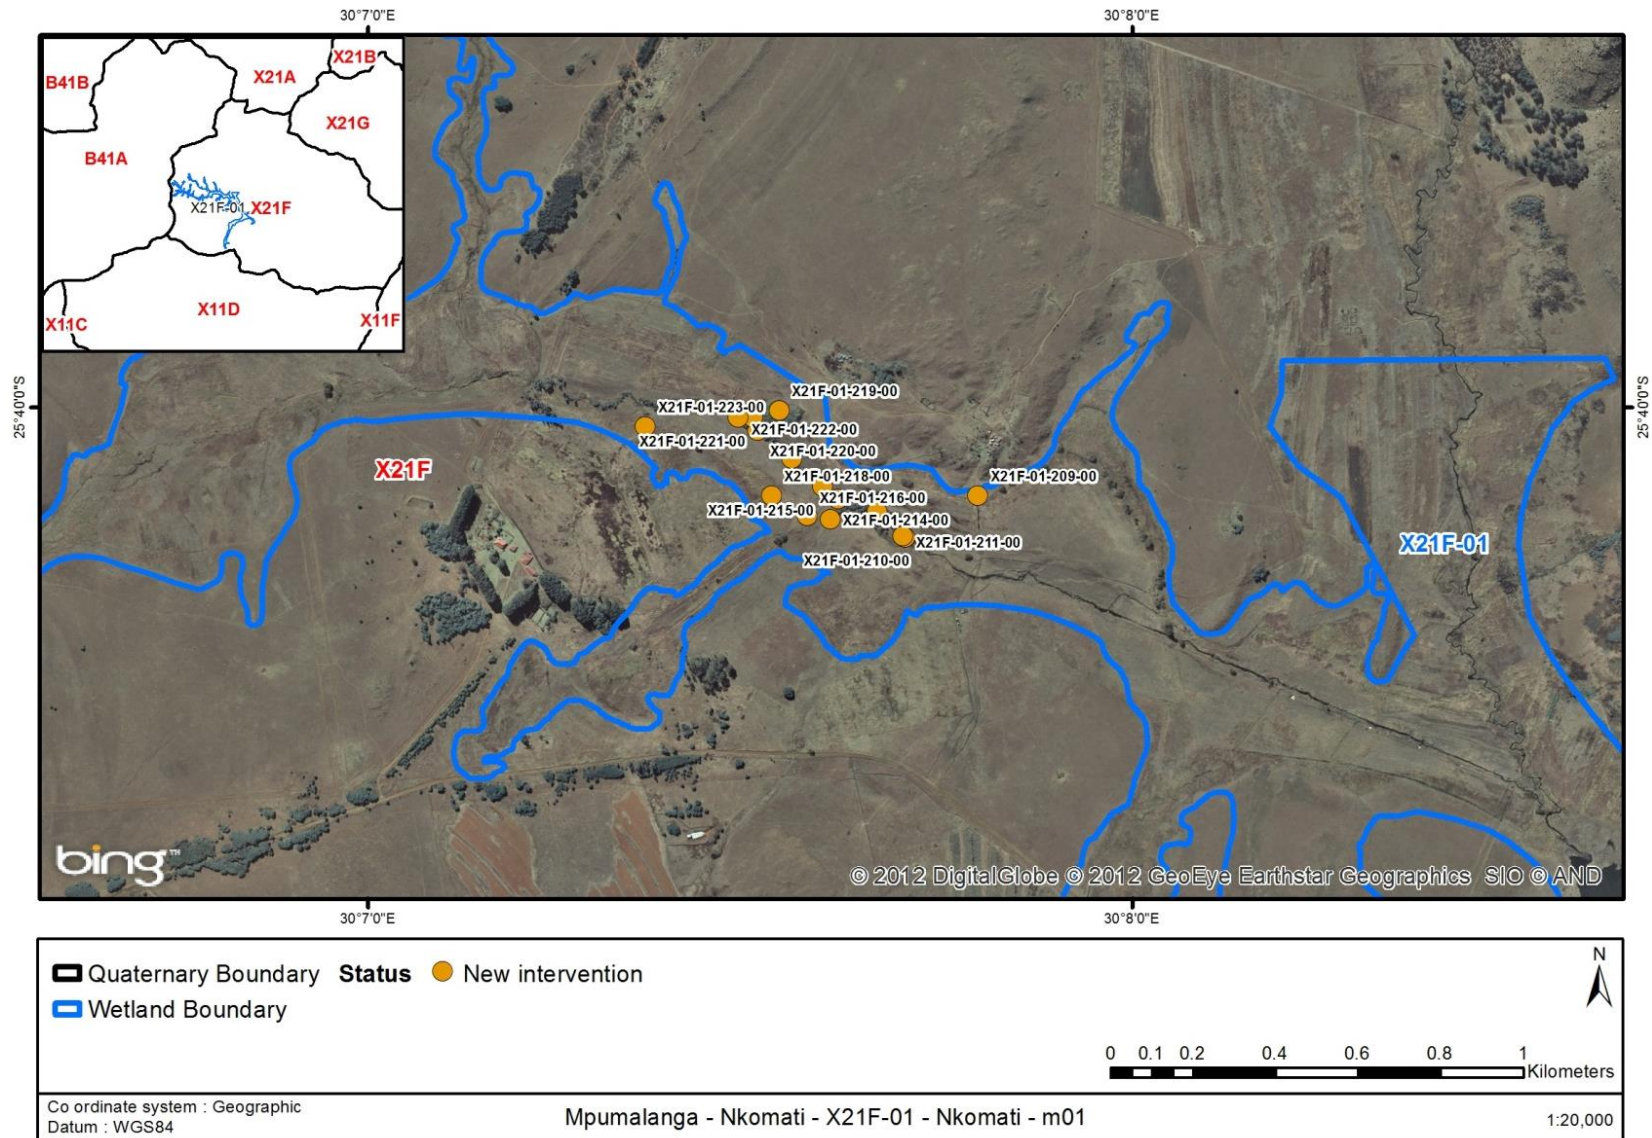 30°7'0"E
30°8'0"E
X21B
B41B
X21A
X21G
B41A
X21F-01
X21F
X11D
X11C
X11F
25°40'0"S
25°40'0"S
X21F-01-219-00
X21F-01-223-00
X21F-01-222-00
X21F-01-221-00
X21F-01-220-00
X21F
X21F-01-218-00
X21F-01-209-00
X21F-01-216-00
X21F-01-215-00
X21F-01-214-00
X21F-01-211-00
X21F-01
X21F-01-210-00
bing™
© 2012 DigitalGlobe © 2012 GeoEye Earthstar Geographics SIO © AND
30°7'0"E
30°8'0"E
Quaternary Boundary Status New intervention
Wetland Boundary
N
0 0.1 0.2 0.4 0.6 0.8 1
Kilometers
Co ordinate system : Geographic
Datum : WGS84
Mpumalanga - Nkomati - X21F-01 - Nkomati - m01
1:20,000